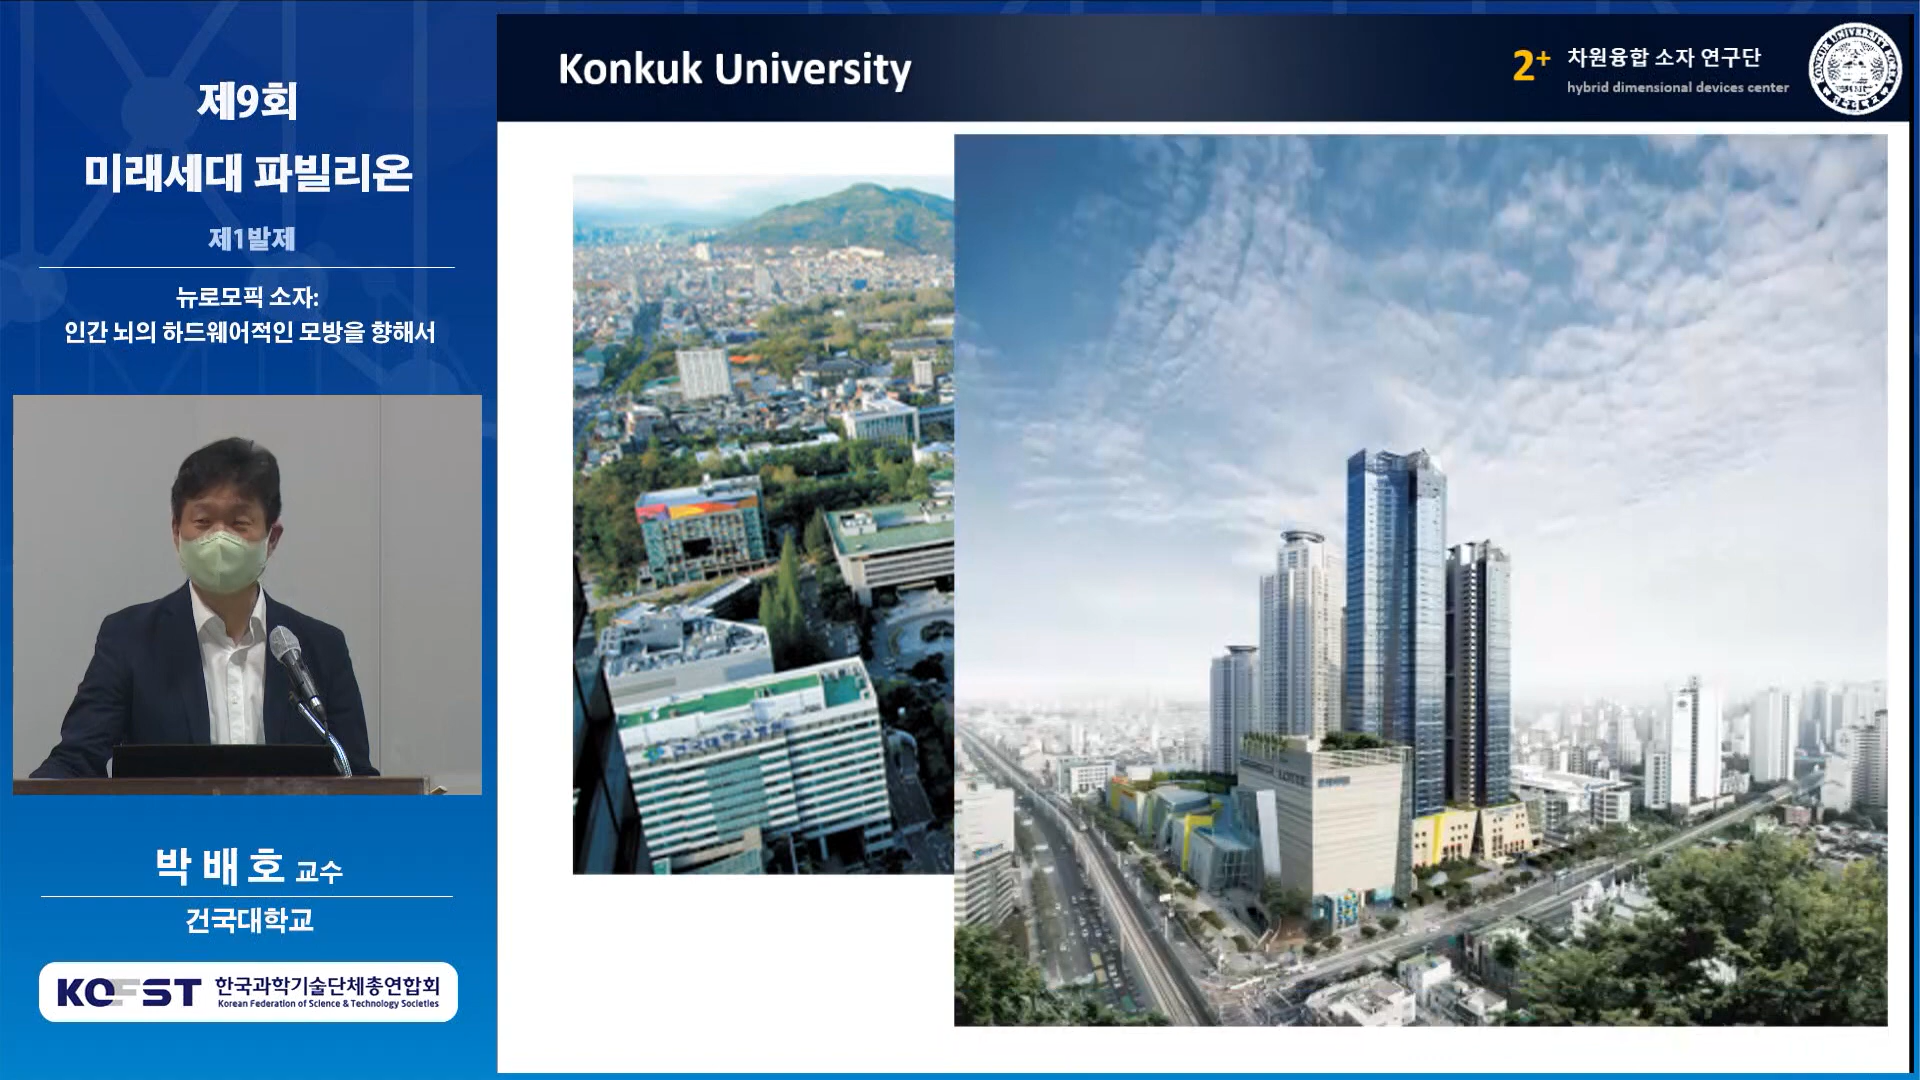 제9회
미래세대 파빌리온
제1발제
뉴로모픽 소자:
인간 뇌의 하드웨어적인 모방을 향해서
박배호 교수
건국대학교
KOFST 한국과학기술단체총연합회
Korean Federation of Science & Technology Societies
Konkuk University
2+ 차원융합 소자 연구단
hybrid dimensional devices center
KONKUK UNIVERSITY KOREA